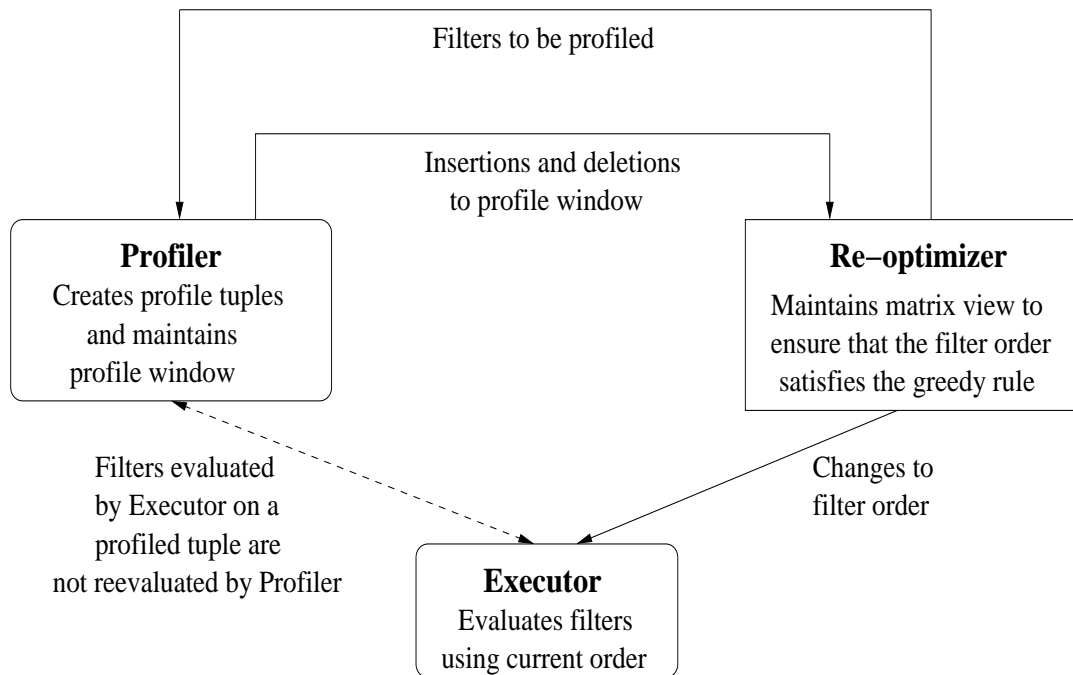 Filters to be profiled
Insertions and deletions
to profile window
Profiler
Creates profile tuples
and maintains
profile window
Re−optimizer
Maintains matrix view to
ensure that the filter order
satisfies the greedy rule
Filters evaluated
by Executor on a
profiled tuple are
not reevaluated by Profiler
Changes to
filter order
Executor
Evaluates filters
using current order